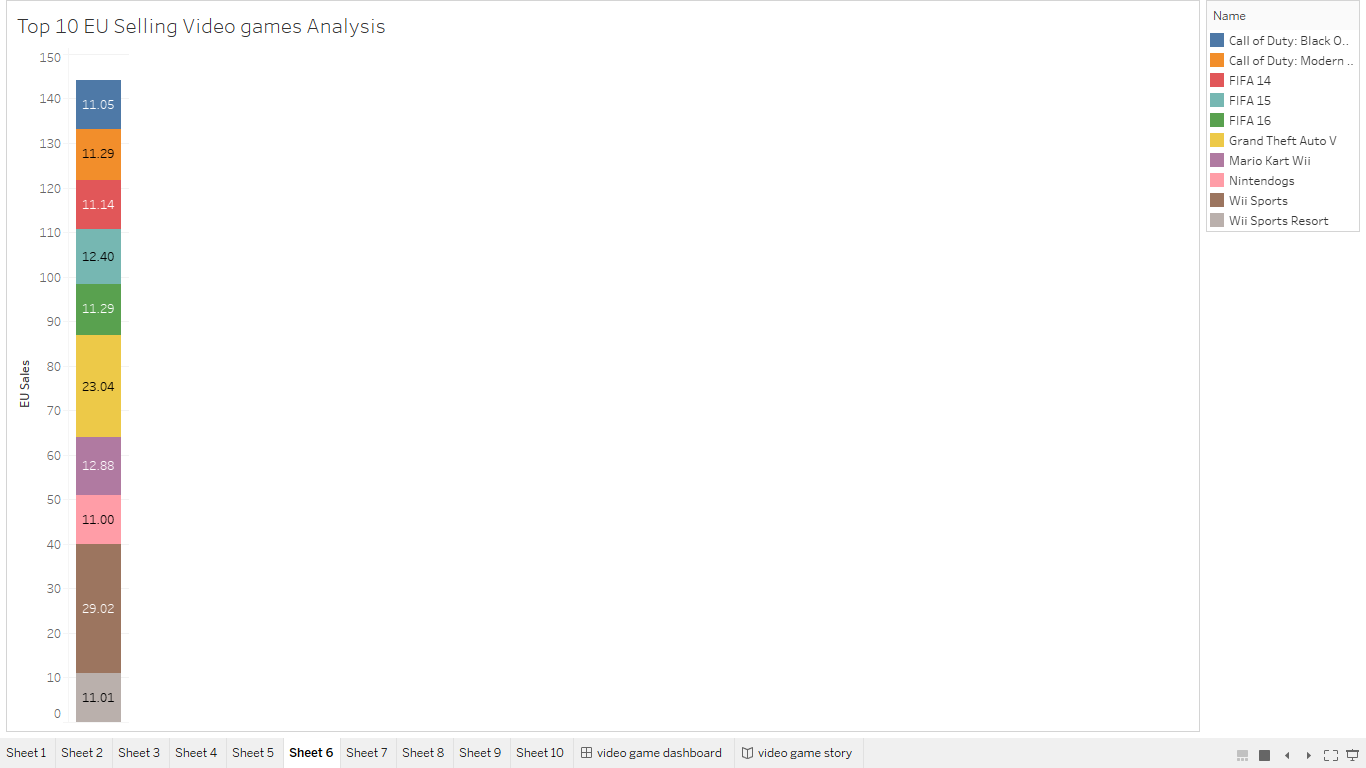 Top 10 EU Selling Video games Analysis
150
140
130
120
110
100
90
80
70
60
50
40
30
20
10
0
EU Sales
11.05
11.29
11.14
12.40
11.29
23.04
12.88
11.00
29.02
11.01
Name
Call of Duty: Black O..
Call of Duty: Modern ..
FIFA 14
FIFA 15
FIFA 16
Grand Theft Auto V
Mario Kart Wii
Nintendogs
Wii Sports
Wii Sports Resort
Sheet 1 Sheet 2 Sheet 3 Sheet 4 Sheet 5 Sheet 6 Sheet 7 Sheet 8 Sheet 9 Sheet 10 video game dashboard video game story